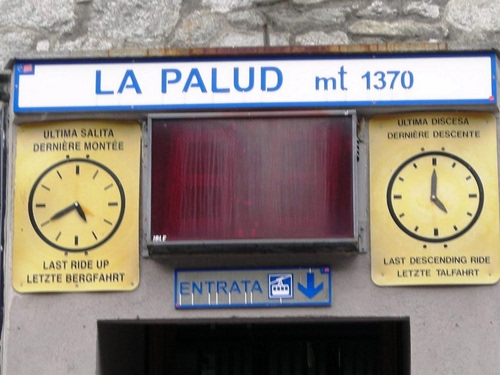 LA PALUD mt 1370
ULTIMA SALITA
DERNIÈRE MONTÉE
LAST RIDE UP
LETZTE BERGFAHRT
ULTIMA DISCESA
DERNIÈRE DESCENTE
LAST DESCENDING RIDE
LETZTE TALFAHRT
ENTRATA